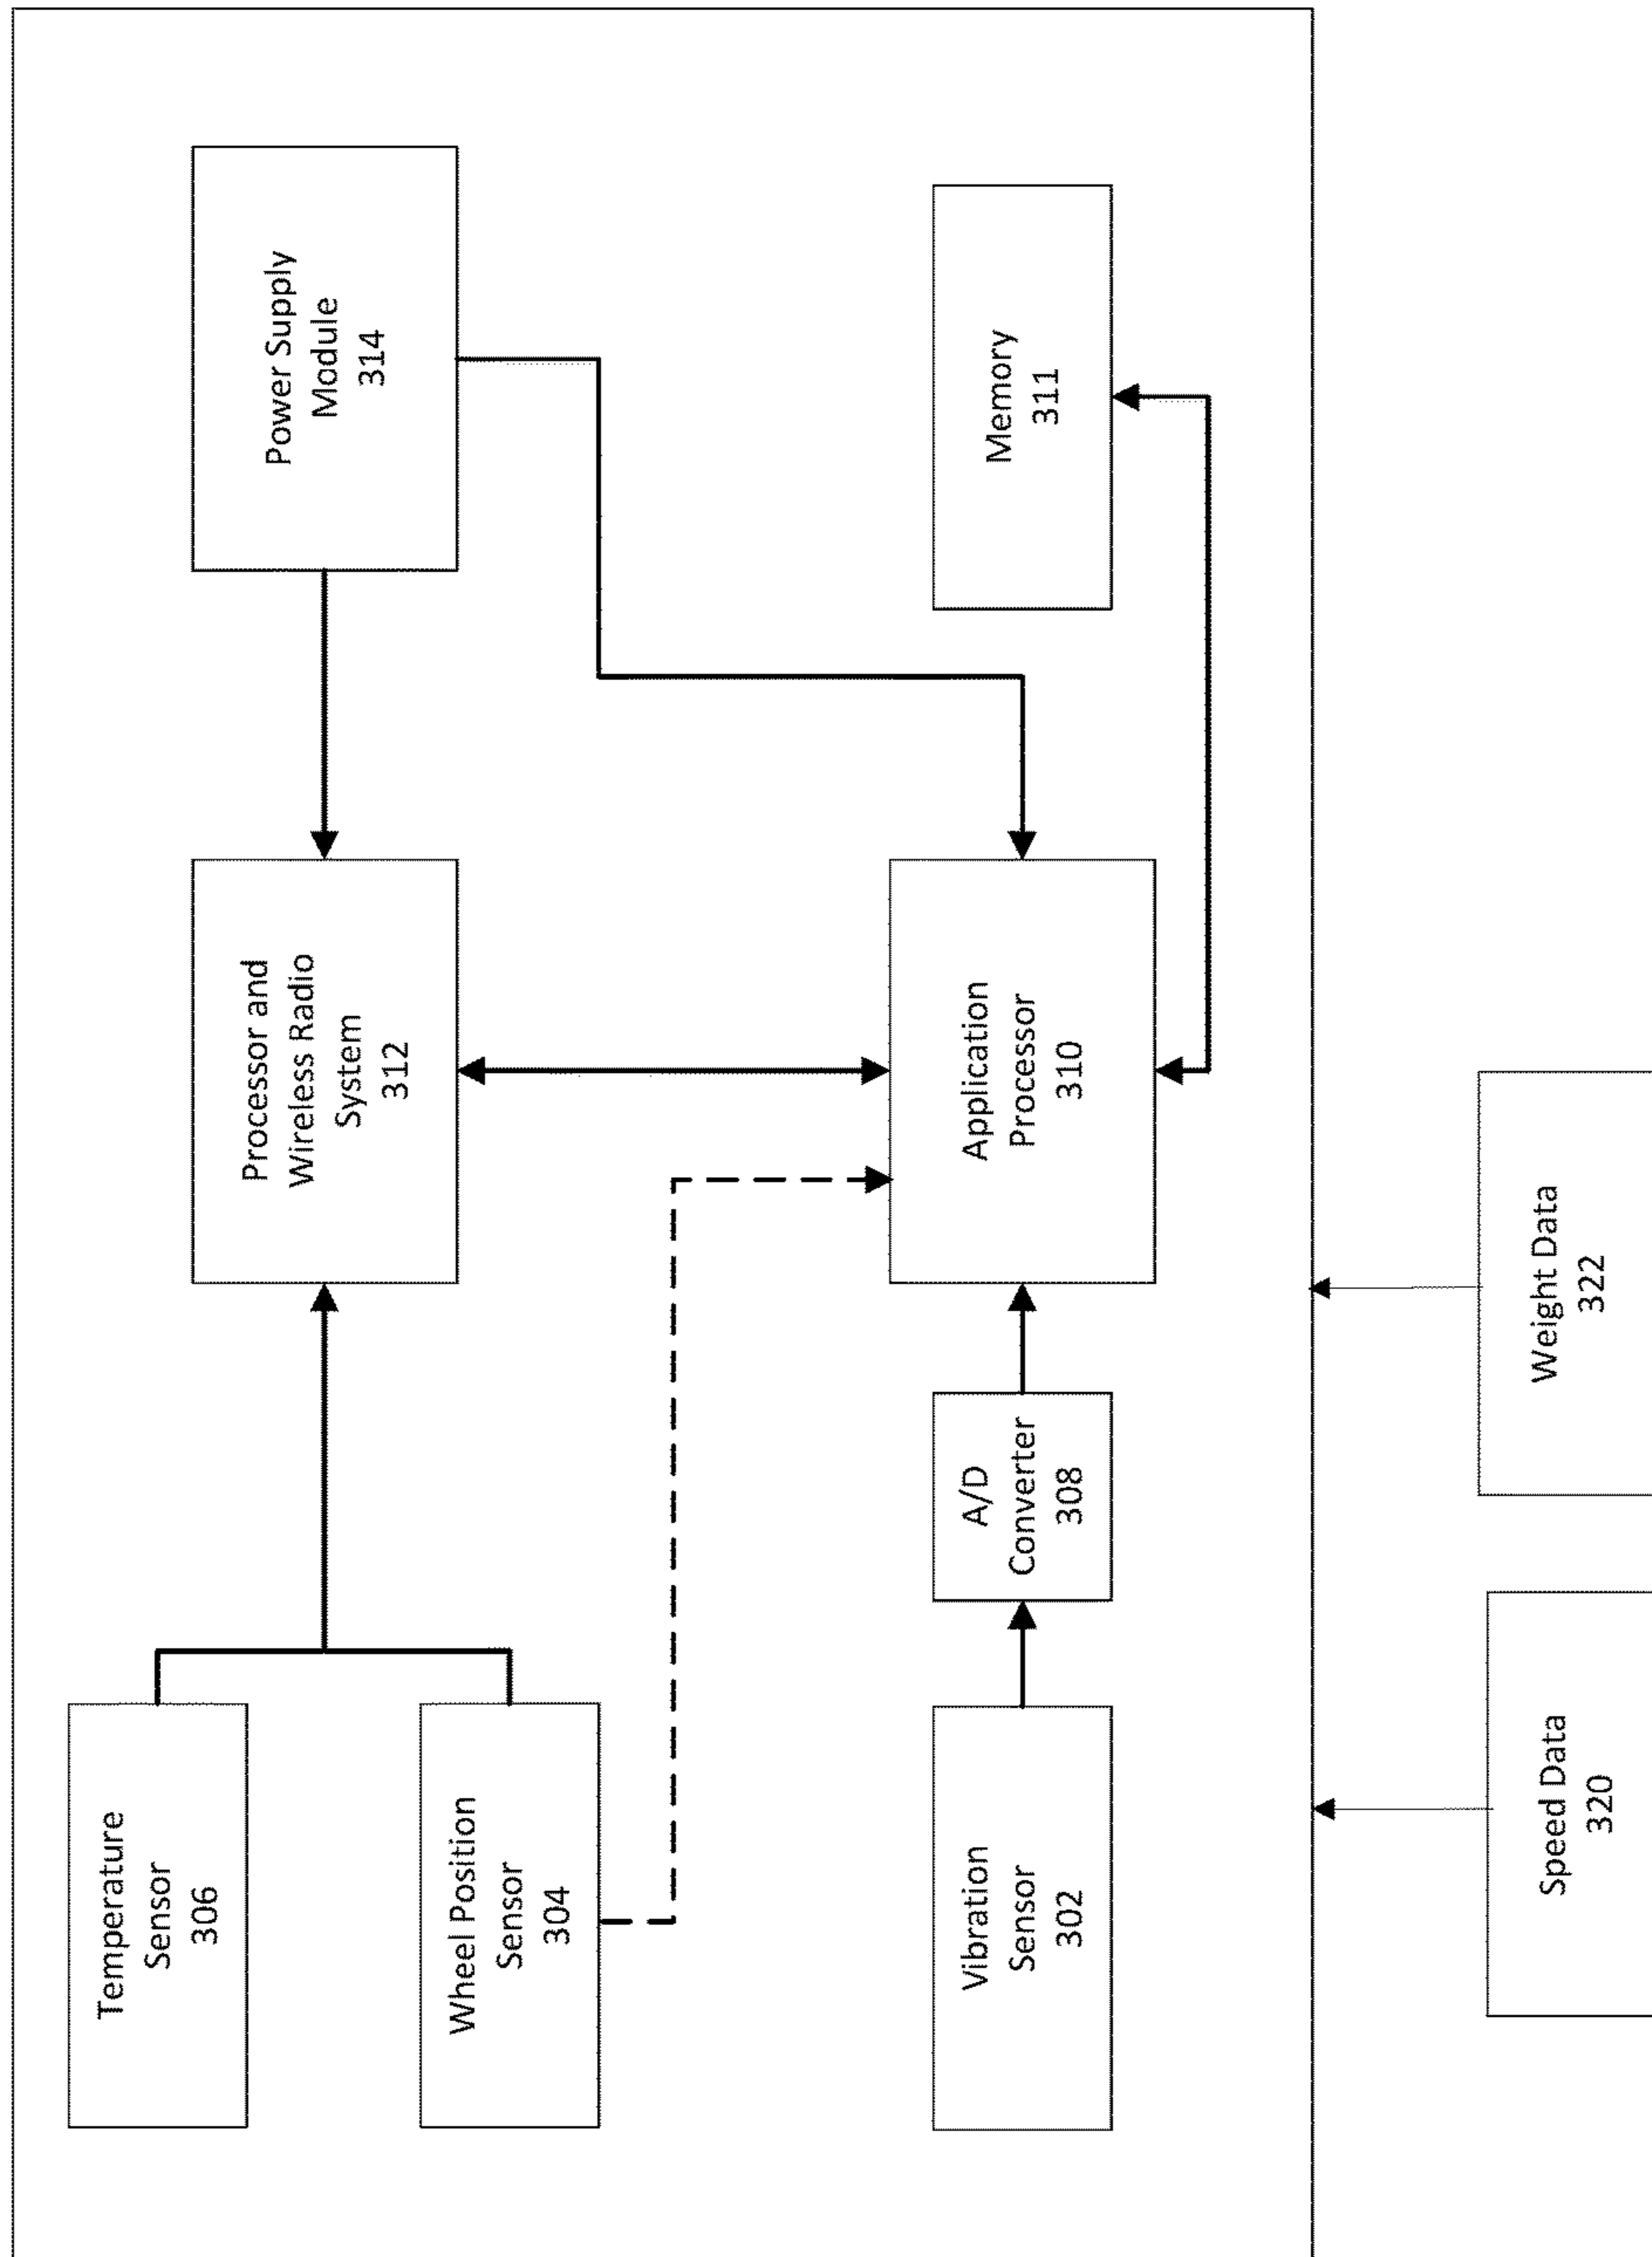 Temperature
Sensor
306
Processor and
Wireless Radio
System
312
Power Supply
Module
314
Wheel Position
Sensor
304
Vibration
Sensor
302
A/D
Converter
308
Application
Processor
310
Memory
311
Speed Data
320
Weight Data
322